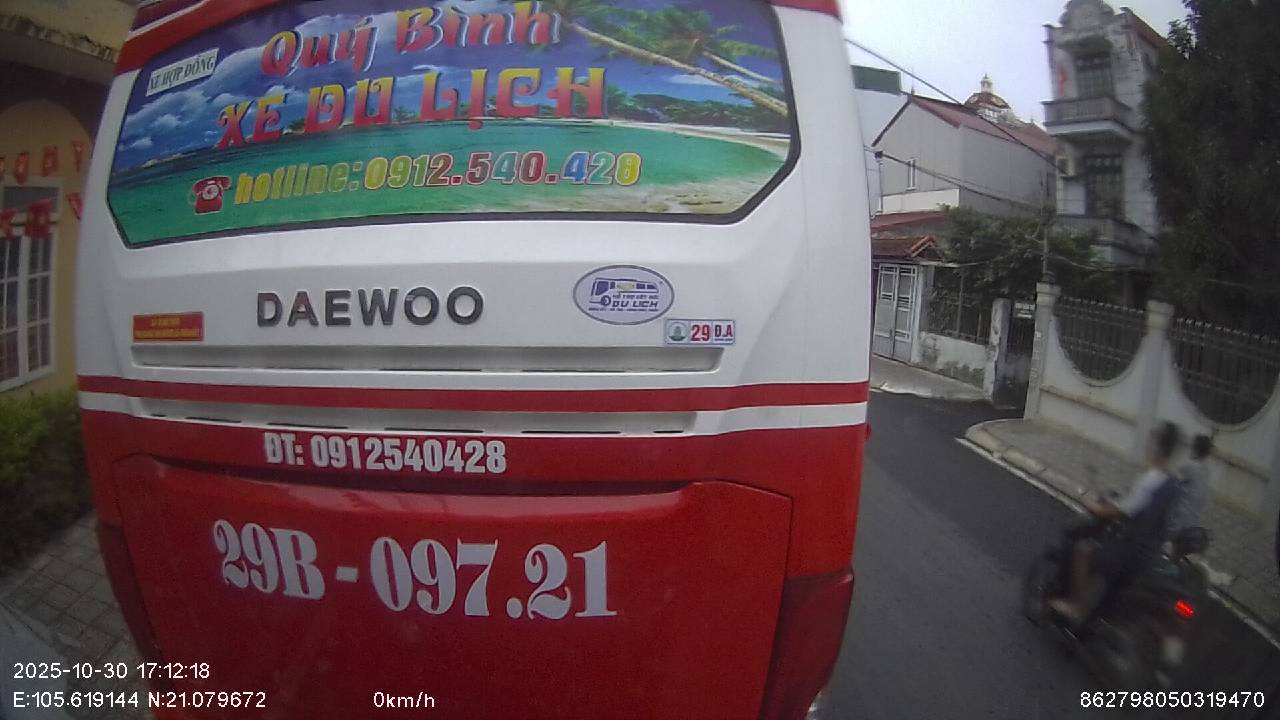 XE HỢP ĐỒNG
Quý Bình
XE DU LỊCH
hotline:0912.540.428
DAEWOO
DU LỊCH
29 Đ.A
ĐT: 0912540428
29B-097.21
2025-10-30 17:12:18
E:105.619144 N:21.079672 0km/h 862798050319470